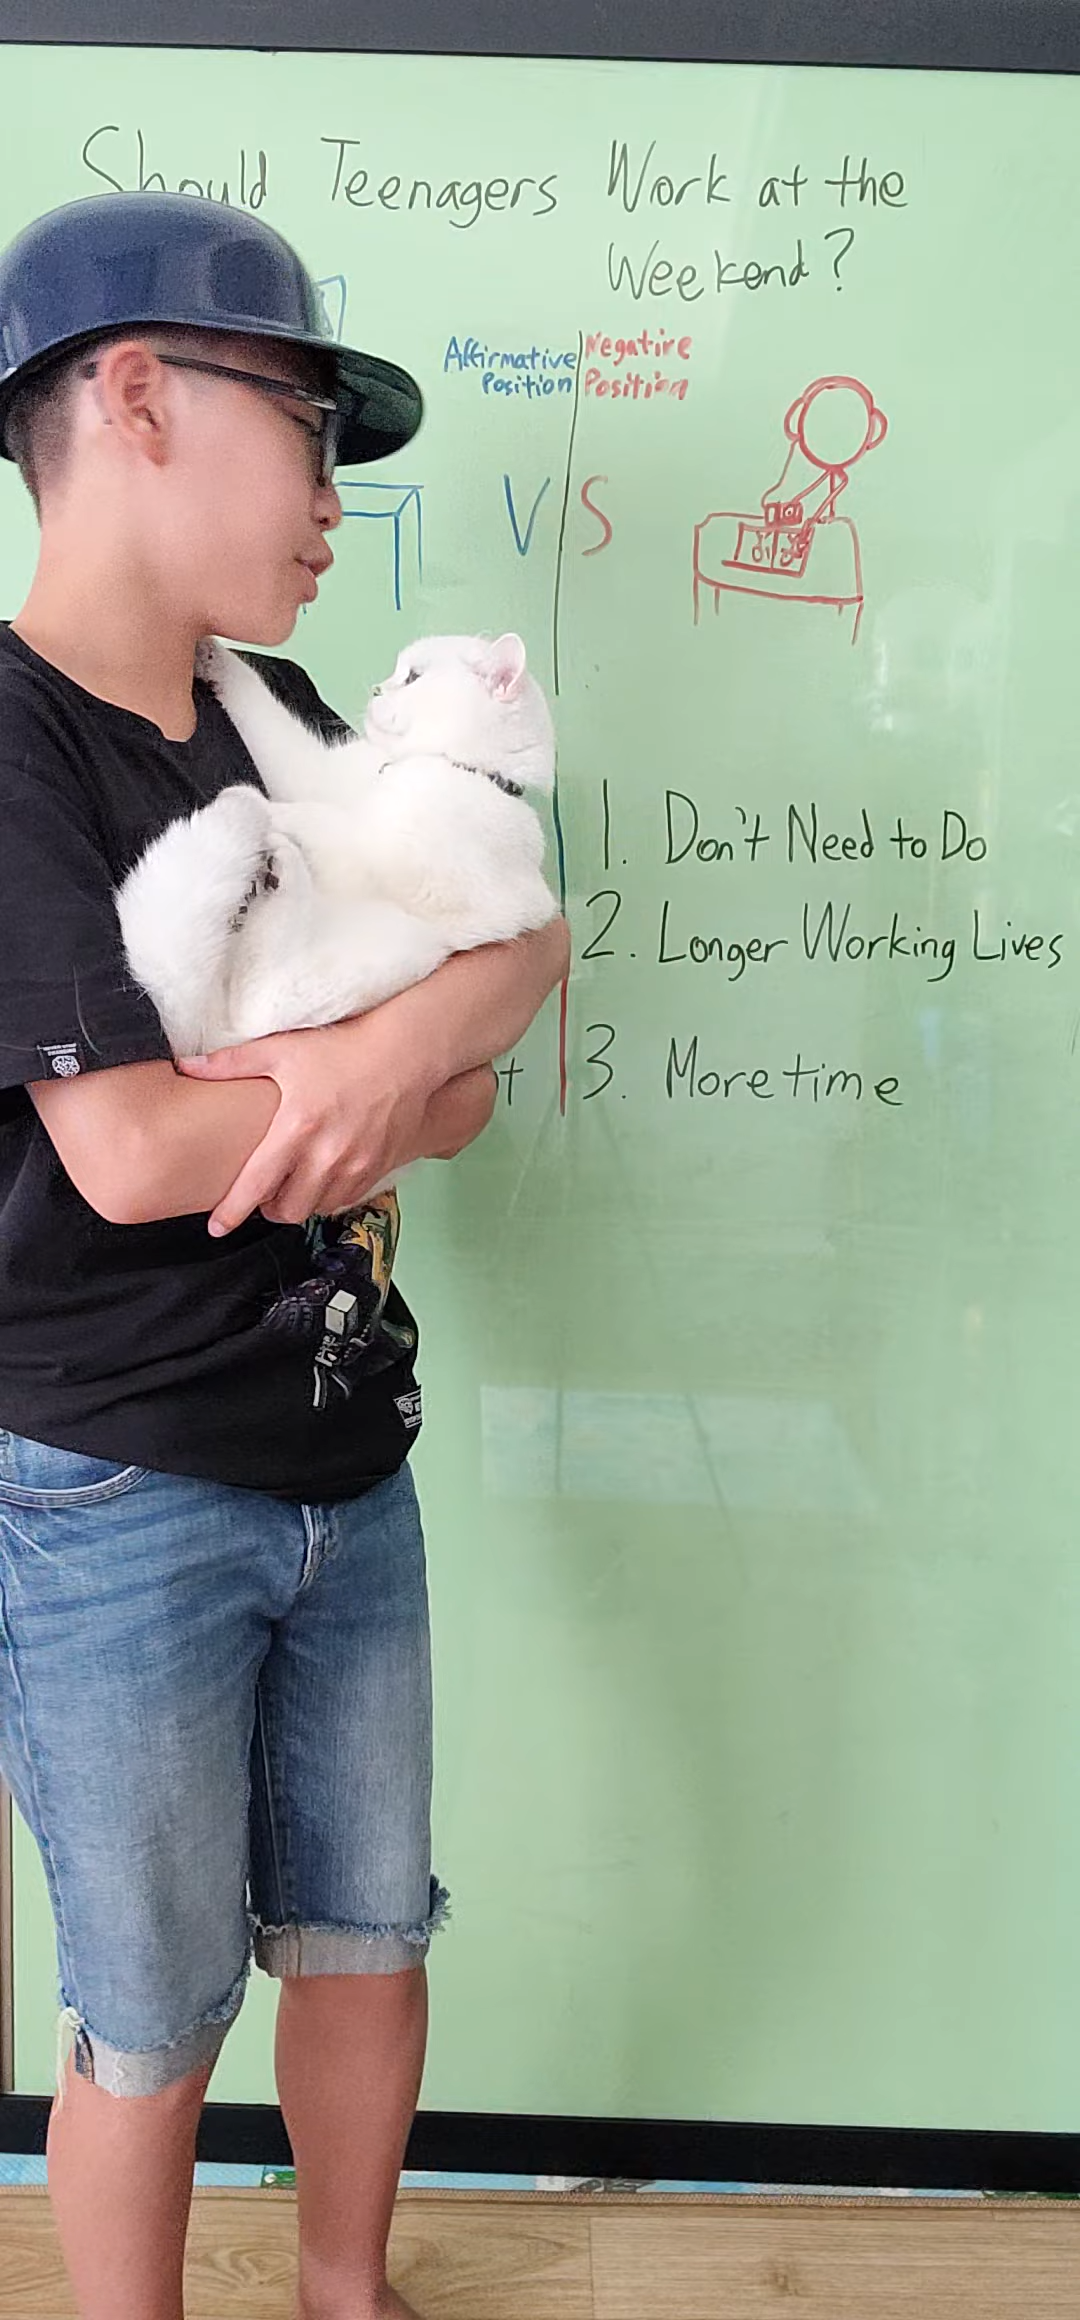 Should Teenagers Work at the
Weekend?
Affirmative
Position
Negative
Position
VS
1. Don't Need to Do
2. Longer Working Lives
3. More time